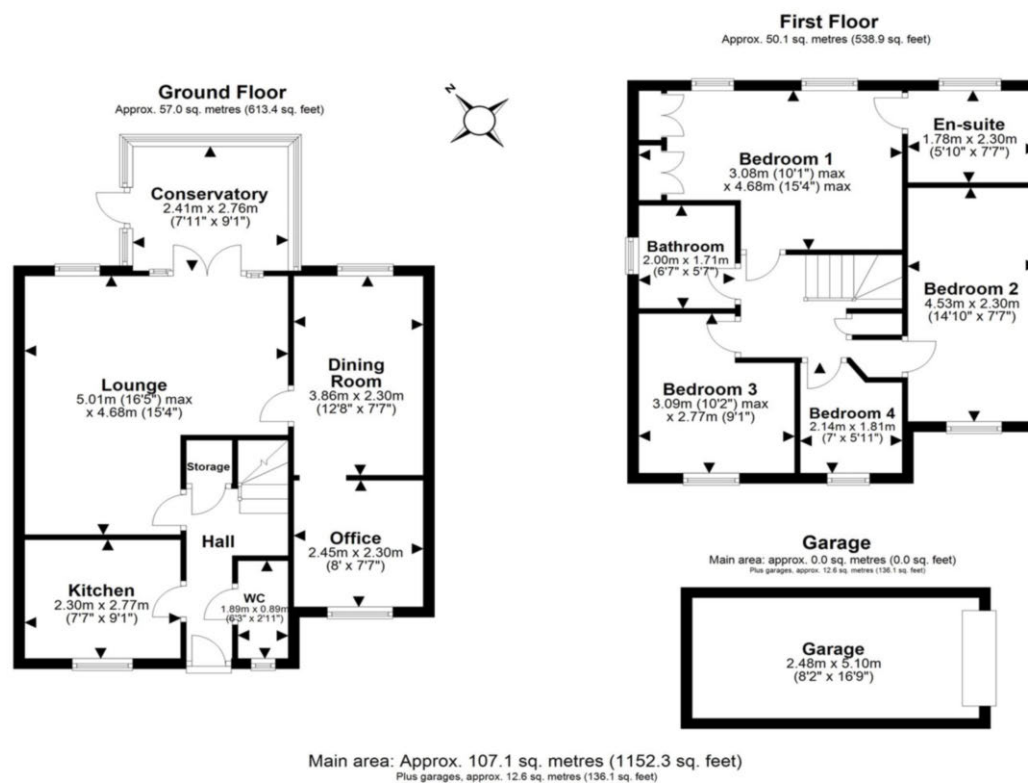 First Floor
Approx. 50.1 sq. metres (538.9 sq. feet)
Ground Floor
Approx. 57.0 sq. metres (613.4 sq. feet)
N
Conservatory
2.41m x 2.76m
(7'11" x 9'1")
Lounge
5.01m (16'5") max
x 4.68m (15'4")
Dining
Room
3.86m x 2.30m
(12'8" x 7'7")
Storage
Hall
Office
2.45m x 2.30m
(8' x 7'7")
Kitchen
2.30m x 2.77m
(7'7" x 9'1")
WC
1.89m x 0.89m
(6'3" x 2'11")
Bedroom 1
3.08m (10'1") max
x 4.68m (15'4") max
En-suite
1.78m x 2.30m
(5'10" x 7'7")
Bathroom
2.00m x 1.71m
(6'7" x 5'7")
Bedroom 2
4.53m x 2.30m
(14'10" x 7'7")
Bedroom 3
3.09m (10'2") max
x 2.77m (9'1")
Bedroom 4
2.14m x 1.81m
(7' x 5'11")
Garage
Main area: approx. 0.0 sq. metres (0.0 sq. feet)
Plus garages, approx. 12.6 sq. metres (136.1 sq. feet)
Garage
2.48m x 5.10m
(8'2" x 16'9")
Main area: Approx. 107.1 sq. metres (1152.3 sq. feet)
Plus garages, approx. 12.6 sq. metres (136.1 sq. feet)